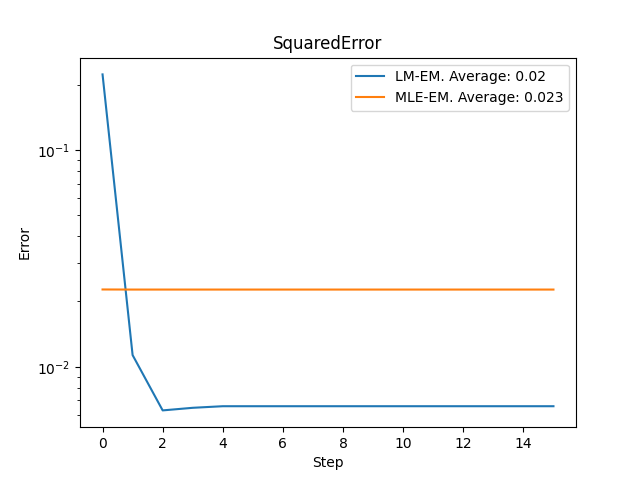 SquaredError
LM-EM. Average: 0.02
MLE-EM. Average: 0.023
Error
10⁻¹
10⁻²
0 2 4 6 8 10 12 14
Step